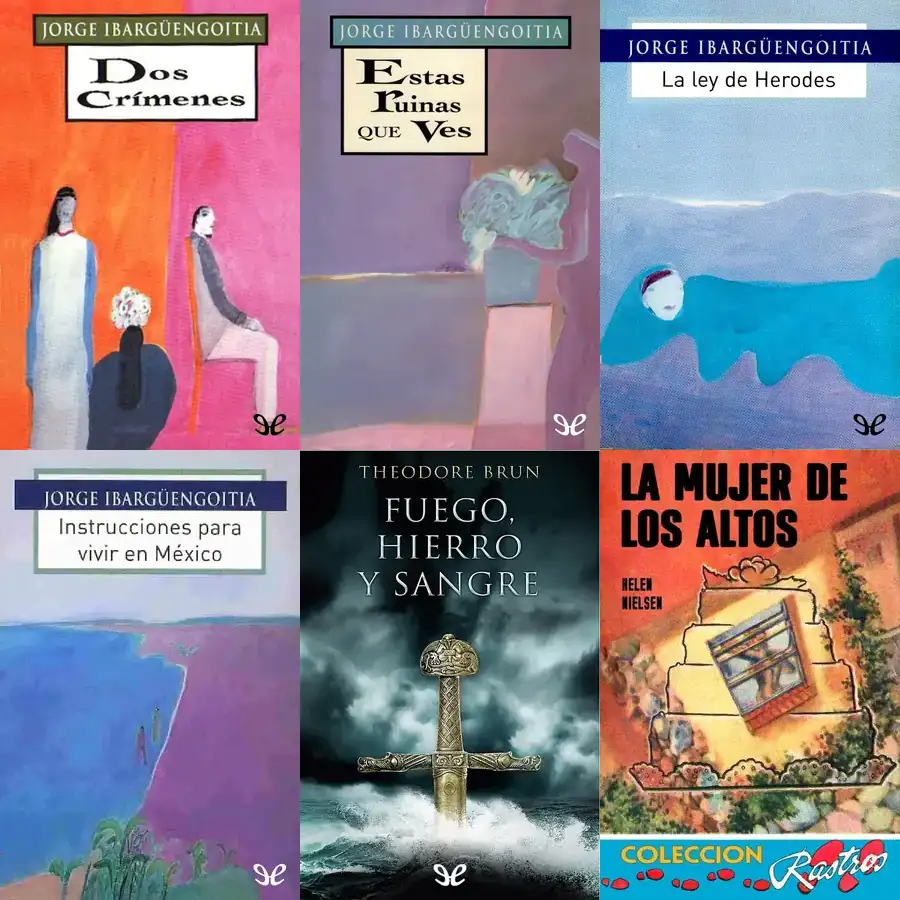 JORGE IBARGÜENGOITIA
Dos
Crímenes
JORGE IBARGÜENGOITIA
Estas
ruinas
QUE Ves
JORGE IBARGÜENGOITIA
La ley de Herodes
JORGE IBARGÜENGOITIA
Instrucciones para
vivir en México
THEODORE BRUN
FUEGO,
HIERRO
Y SANGRE
LA MUJER DE
LOS ALTOS
HELEN
NIELSEN
COLECCION
Rastros